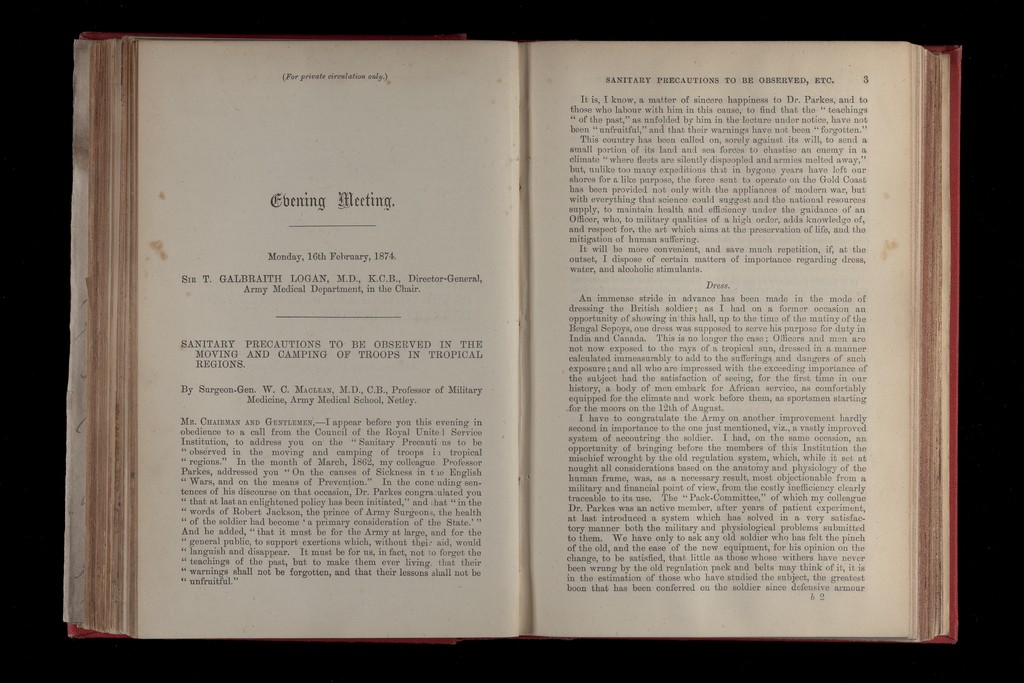 (For private circulation only.)
Evening Meeting.
Monday, 16th February, 1874.
SIR T. GALBRAITH LOGAN, M.D., K.C.B., Director-General,
Army Medical Department, in the Chair.
SANITARY PRECAUTIONS TO BE OBSERVED IN THE
MOVING AND CAMPING OF TROOPS IN TROPICAL
REGIONS.
By Surgeon-Gen. W. C. MACLEAN, M.D., C.B., Professor of Military
Medicine, Army Medical School, Netley.
MR. CHAIRMAN AND GENTLEMEN,—I appear before you this evening in
obedience to a call from the Council of the Royal Unite Service
Institution, to address you on the " Sanitary Precauti ns to be
" observed in the moving and camping of troops i tropical
" regions." In the month of March, 1862, my colleague Professor
Parkes, addressed you " On the causes of Sickness in t e English
" Wars, and on the means of Prevention." In the conc uding sen-
tences of his discourse on that occasion, Dr. Parkes congra ulated you
" that at last an enlightened policy has been initiated," and hat " in the
" words of Robert Jackson, the prince of Army Surgeons, the health
" of the soldier had become ' a primary consideration of the State.' "
And he added, " that it must be for the Army at large, and for the
" general public, to support exertions which, without their aid, would
" languish and disappear. It must be for us, in fact, not to forget the
" teachings of the past, but to make them ever living, that their
" warnings shall not be forgotten, and that their lessons shall not be
" unfruitful."
SANITARY PRECAUTIONS TO BE OBSERVED, ETC. 3
It is, I know, a matter of sincere happiness to Dr. Parkes, and to
those who labour with him in this cause, to find that the " teachings
" of the past," as unfolded by him in the lecture under notice, have not
been " unfruitful," and that their warnings have not been " forgotten."
This country has been called on, sorely against its will, to send a
small portion of its land and sea forces to chastise an enemy in a
climate " where fleets are silently dispeopled and armies melted away,"
but, unlike too many expeditions that in bygone years have left our
shores for a like purpose, the force sent to operate on the Gold Coast
has been provided not only with the appliances of modern war, but
with everything that science could suggest and the national resources
supply, to maintain health and efficiency under the guidance of an
Officer, who, to military qualities of a high order, adds knowledge of,
and respect for, the art which aims at the preservation of life, and the
mitigation of human suffering.
It will be more convenient, and save much repetition, if, at the
outset, I dispose of certain matters of importance regarding dress,
water, and alcoholic stimulants.
Dress.
An immense stride in advance has been made in the mode of
dressing the British soldier; as I had on a former occasion an
opportunity of showing in this hall, up to the time of the mutiny of the
Bengal Sepoys, one dress was supposed to serve his purpose for duty in
India and Canada. This is no longer the case; Officers and men are
not now exposed to the rays of a tropical sun, dressed in a manner
calculated immeasurably to add to the sufferings and dangers of such
exposure; and all who are impressed with the exceeding importance of
the subject had the satisfaction of seeing, for the first time in our
history, a body of men embark for African service, as comfortably
equipped for the climate and work before them, as sportsmen starting
for the moors on the 12th of August.
I have to congratulate the Army on another improvement hardly
second in importance to the one just mentioned, viz., a vastly improved
system of accoutring the soldier. I had, on the same occasion, an
opportunity of bringing before the members of this Institution the
mischief wrought by the old regulation system, which, while it set at
nought all considerations based on the anatomy and physiology of the
human frame, was, as a necessary result, most objectionable from a
military and financial point of view, from the costly inefficiency clearly
traceable to its use. The " Pack-Committee," of which my colleague
Dr. Parkes was an active member, after years of patient experiment,
at last introduced a system which has solved in a very satisfac-
tory manner both the military and physiological problems submitted
to them. We have only to ask any old soldier who has felt the pinch
of the old, and the ease of the new equipment, for his opinion on the
change, to be satisfied, that little as those whose withers have never
been wrung by the old regulation pack and belts may think of it, it is
in the estimation of those who have studied the subject, the greatest
boon that has been conferred on the soldier since defensive armour
b 2